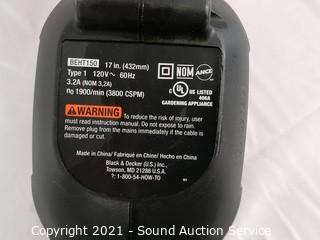 BEHT150 17 in. (432mm)
Type 1 120V~ 60Hz
3.2A (NOM 3,2A)
n₀ 1900/min (3800 CSPM)
NOM ANCE
C UL US LISTED
406A
GARDENING APPLIANCE
WARNING To reduce the risk of injury, user
must read instruction manual. Do not expose to rain.
Remove plug from the mains immediately if the cable is
damaged or cut.
Made in China/ Fabriqué en Chine/ Hecho en China
Black & Decker (U.S.) Inc.,
Towson, MD 21286 U.S.A.
?: 1-800-54-HOW-TO
Copyright 2021 - Sound Auction Service